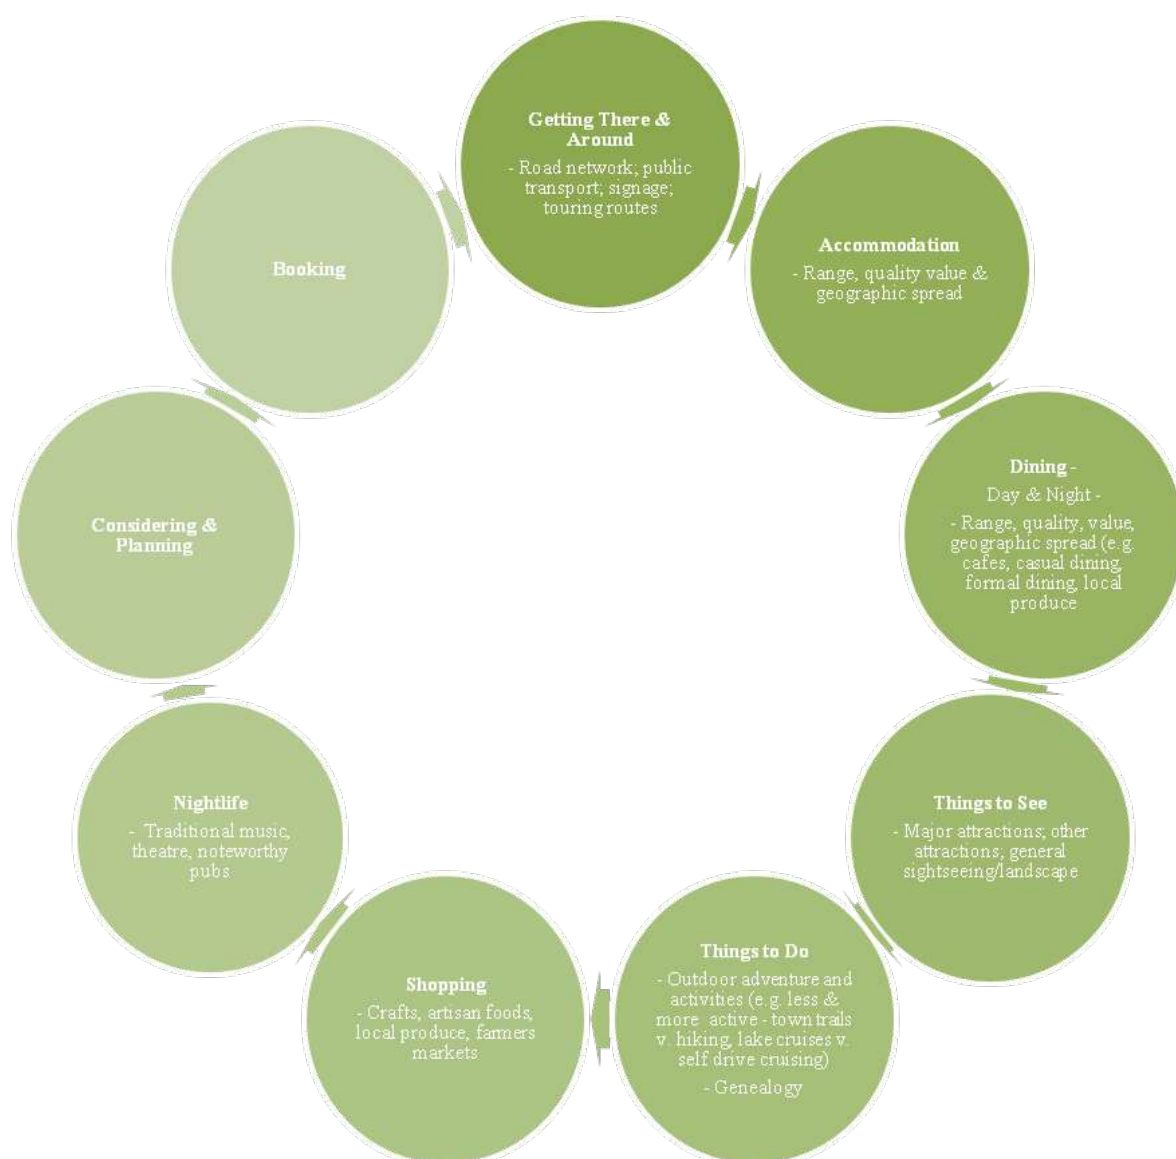 Getting There &
Around
- Road network; public
transport; signage;
touring routes
Accommodation
- Range, quality value &
geographic spread
Dining -
Day & Night -
- Range, quality, value,
geographic spread (e.g.
cafes, casual dining,
formal dining, local
produce
Things to See
- Major attractions; other
attractions; general
sightseeing/landscape
Things to Do
- Outdoor adventure and
activities (e.g. less &
more active - town trails
v. hiking, lake cruises v.
self drive cruising)
- Genealogy
Shopping
- Crafts, artisan foods,
local produce, farmers
markets
Nightlife
- Traditional music,
theatre, noteworthy
pubs
Considering &
Planning
Booking